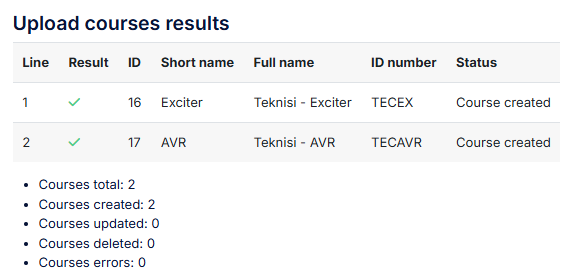 Upload courses results
Line Result ID Short name Full name ID number Status
1 16 Exciter Teknisi - Exciter TECEX Course created
2 17 AVR Teknisi - AVR TECAVR Course created
• Courses total: 2
• Courses created: 2
• Courses updated: 0
• Courses deleted: 0
• Courses errors: 0